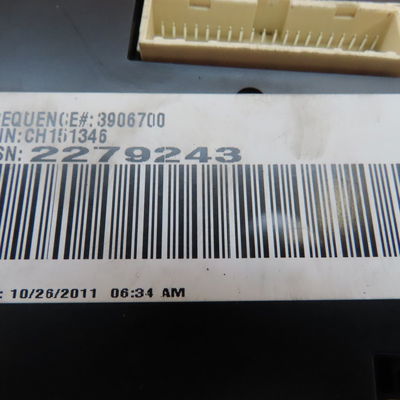 EQUENCE#: 3906700
IN: CH151346
SN: 2279243
: 10/26/2011 06:34 AM